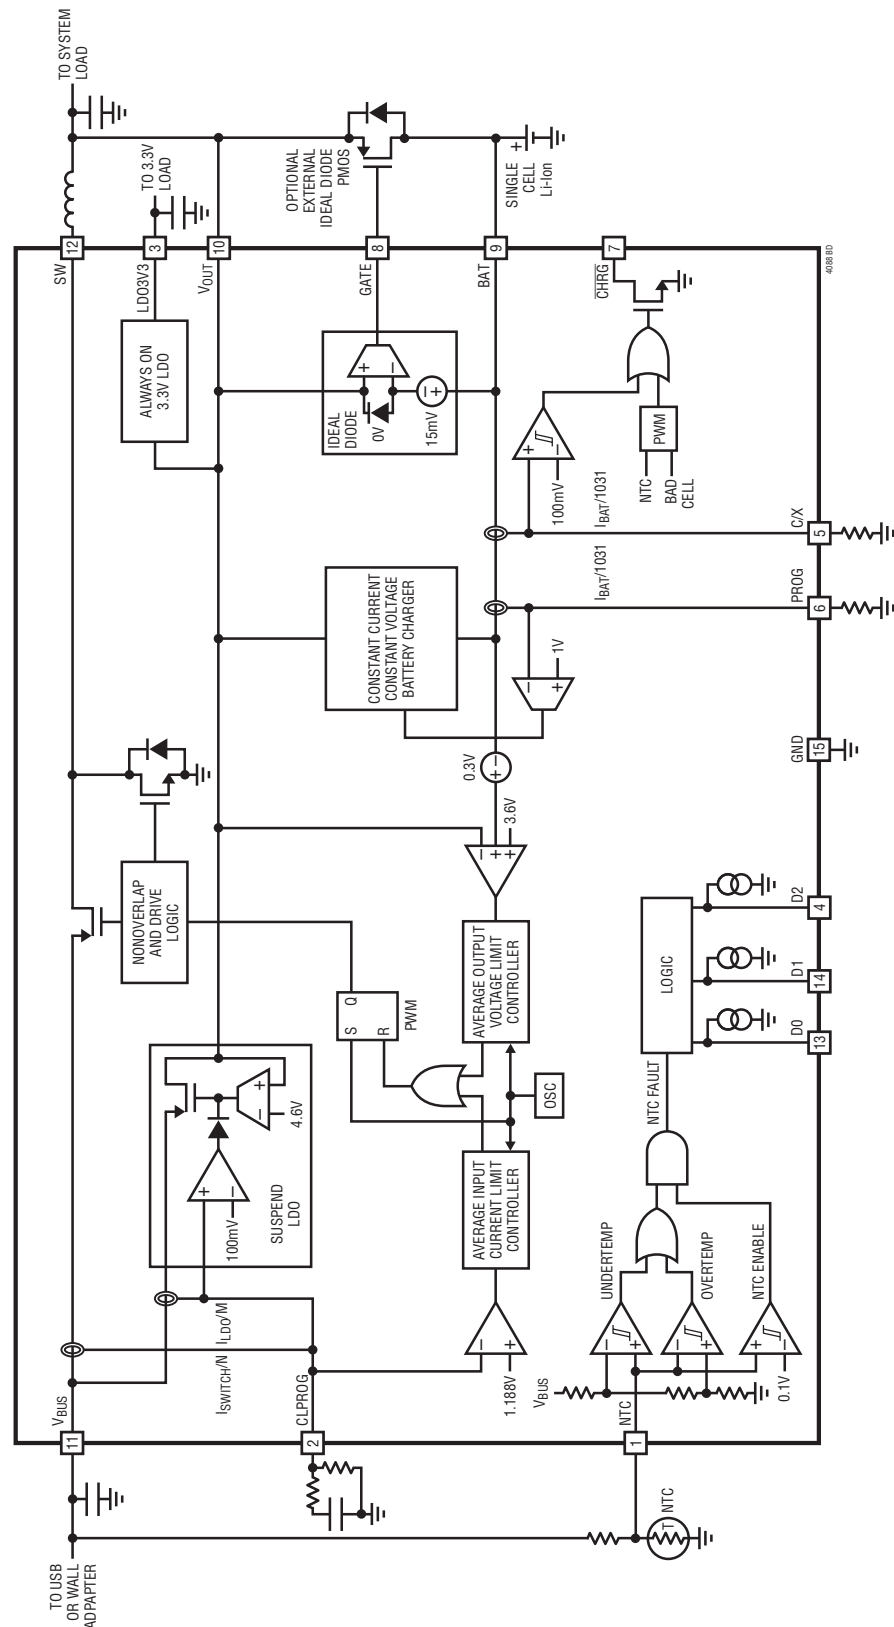 TO SYSTEM
LOAD
TO 3.3V
LOAD
OPTIONAL
EXTERNAL
IDEAL DIODE
PMOS
SINGLE
CELL
Li-Ion
+
12
3
10
8
9
7
SW
LDO3V3
VOUT
GATE
BAT
CHRG
4088 BD
ALWAYS ON
3.3V LDO
IDEAL
DIODE
0V
+
–
– +
15mV
+
–
100mV
PWM
NTC
BAD
CELL
IBAT/1031
C/X
5
IBAT/1031
PROG
6
CONSTANT CURRENT
CONSTANT VOLTAGE
BATTERY CHARGER
–
+
1V
0.3V
+ –
GND
15
3.6V
–
+
+
NONOVERLAP
AND DRIVE
LOGIC
AVERAGE OUTPUT
VOLTAGE LIMIT
CONTROLLER
S
Q
R
PWM
OSC
LOGIC
D2
4
D1
14
D0
13
+
–
4.6V
+
–
100mV
SUSPEND
LDO
AVERAGE INPUT
CURRENT LIMIT
CONTROLLER
NTC FAULT
UNDERTEMP
OVERTEMP
NTC ENABLE
ILDO/M
ISWITCH/N
–
+
1.188V
–
+
–
+
+
–
0.1V
VBUS
VBUS
CLPROG
NTC
11
2
1
T
NTC
TO USB
OR WALL
ADPAPTER